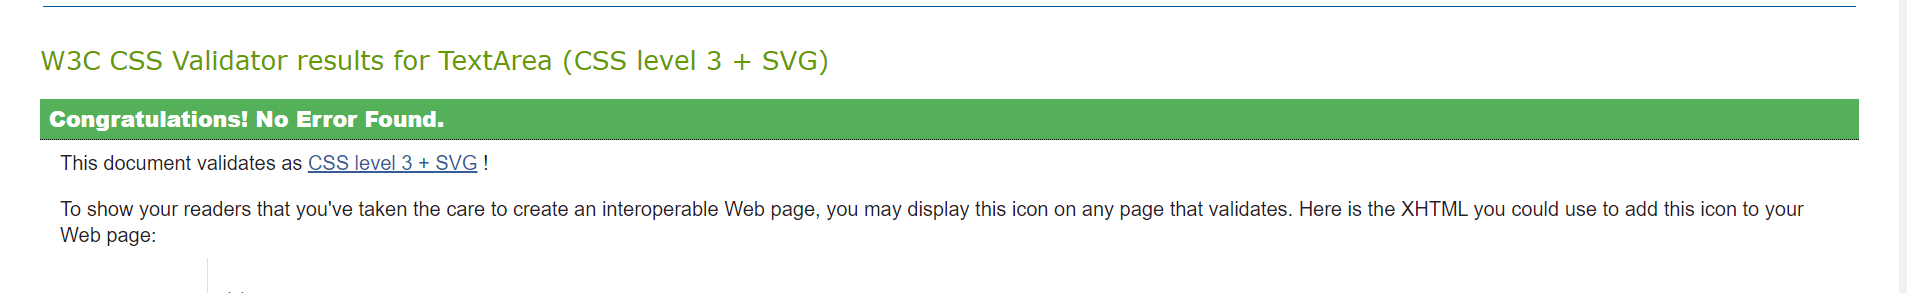 W3C CSS Validator results for TextArea (CSS level 3 + SVG)
Congratulations! No Error Found.
This document validates as CSS level 3 + SVG !
To show your readers that you've taken the care to create an interoperable Web page, you may display this icon on any page that validates. Here is the XHTML you could use to add this icon to your
Web page: